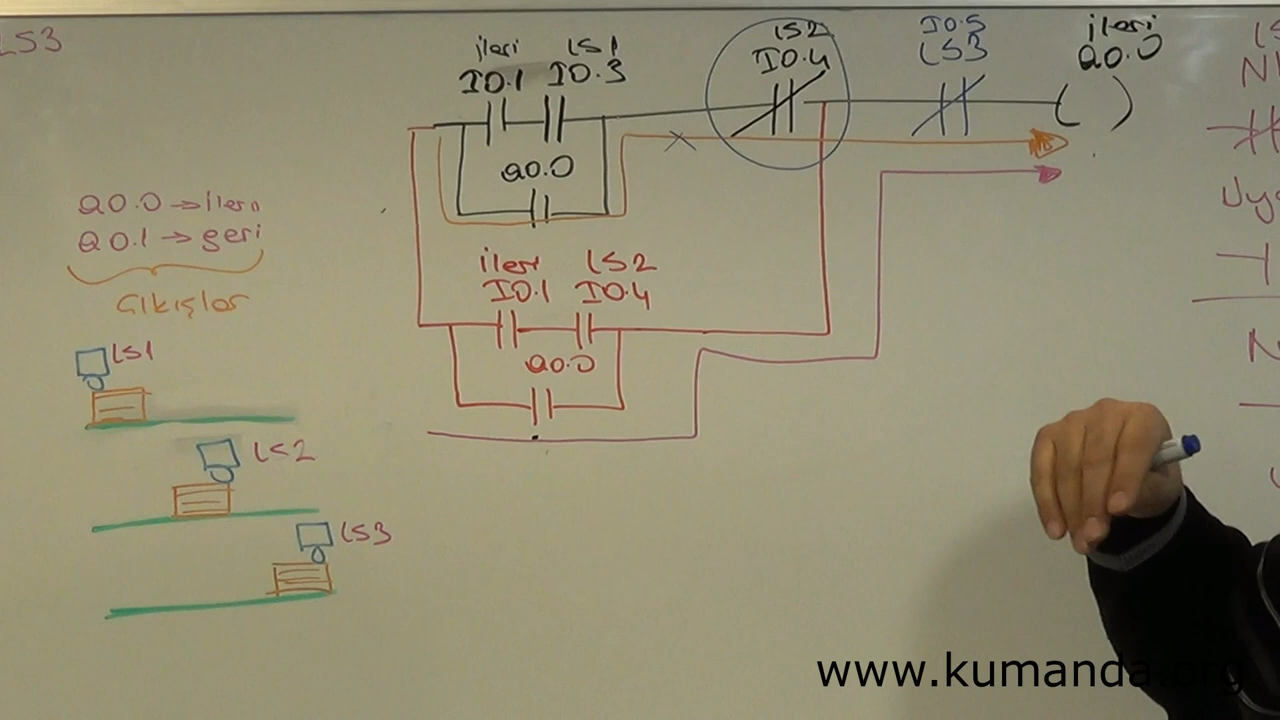 LS3
ileri LS1
I0.1 I0.3
Q0.0
LS2
I0.4
I0.5
LS3
ileri
Q0.0
Q0.0 → ileri
Q0.1 → geri
Çıkışlar
ileri LS2
I0.1 I0.4
Q0.0
LS1
LS2
LS3
www.kumanda.org